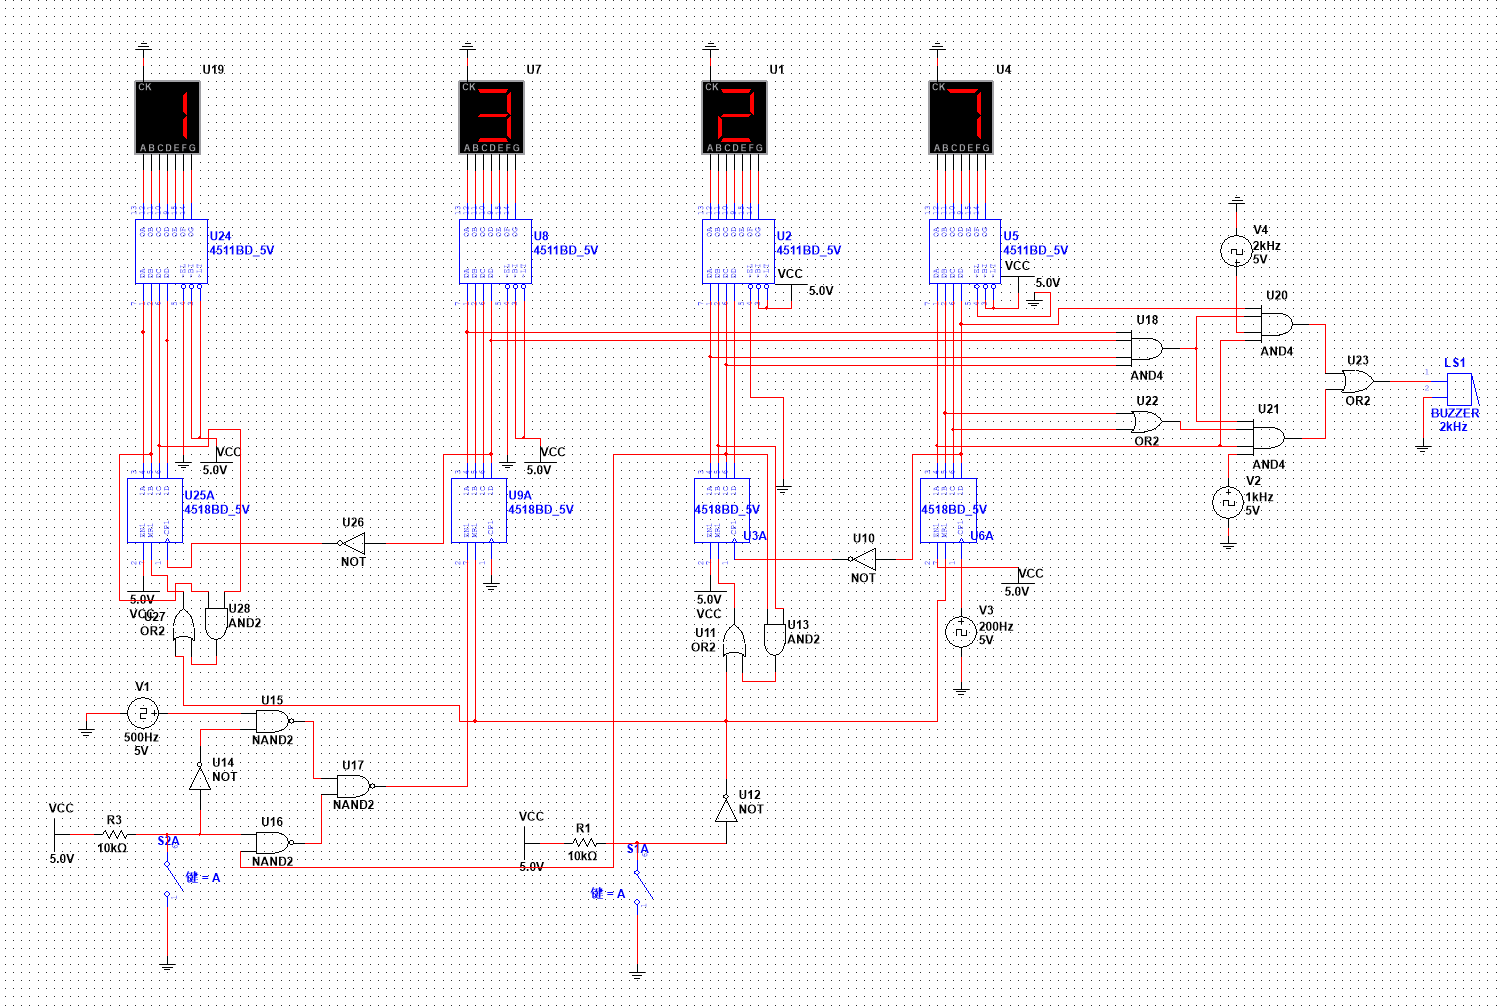 U19
U7
U1
U4
CK
CK
CK
CK
1
3
2
7
ABCDEFG
ABCDEFG
ABCDEFG
ABCDEFG
U24
4511BD_5V
U8
4511BD_5V
U2
4511BD_5V
U5
4511BD_5V
VCC
5.0V
VCC
5.0V
V4
2kHz
5V
U20
AND4
U18
AND4
U23
OR2
LS1
BUZZER
2kHz
U22
OR2
U21
AND4
V2
1kHz
5V
VCC
5.0V
VCC
5.0V
U25A
4518BD_5V
U9A
4518BD_5V
4518BD_5V
U3A
4518BD_5V
U6A
U26
NOT
U10
NOT
VCC
5.0V
5.0V
VCC
U27
OR2
U28
AND2
5.0V
VCC
U11
OR2
U13
AND2
V3
200Hz
5V
V1
500Hz
5V
U15
NAND2
U14
NOT
U17
NAND2
U12
NOT
VCC
5.0V
R3
10kΩ
S2A
键 = A
U16
NAND2
VCC
5.0V
R1
10kΩ
S1A
键 = A